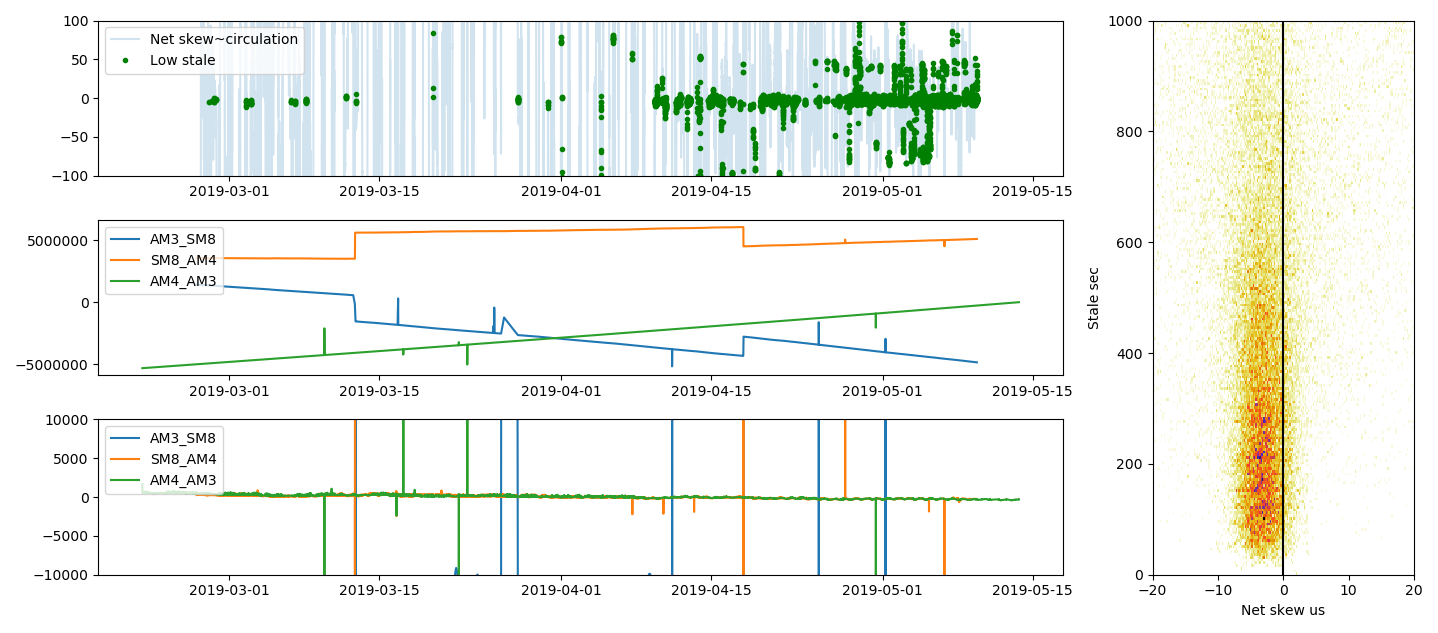 100
50
0
−50
−100
Net skew~circulation
Low stale
2019-03-01 2019-03-15 2019-04-01 2019-04-15 2019-05-01 2019-05-15
5000000
0
−5000000
AM3_SM8
SM8_AM4
AM4_AM3
2019-03-01 2019-03-15 2019-04-01 2019-04-15 2019-05-01 2019-05-15
10000
5000
0
−5000
−10000
AM3_SM8
SM8_AM4
AM4_AM3
2019-03-01 2019-03-15 2019-04-01 2019-04-15 2019-05-01 2019-05-15
Stale sec
1000
800
600
400
200
0
−20 −10 0 10 20
Net skew us